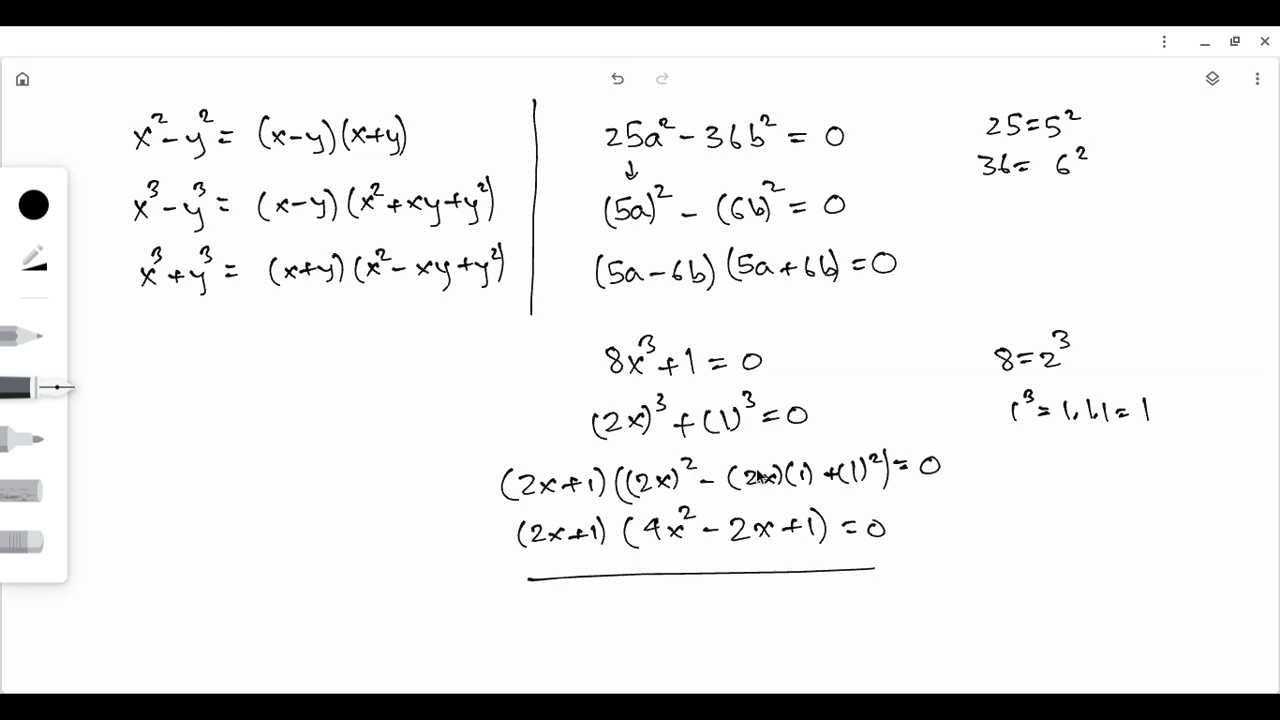 x² - y² = (x-y)(x+y)
x³ - y³ = (x-y)(x²+xy+y²)
x³ + y³ = (x+y)(x² - xy + y²)
25a² - 36b² = 0
↓
(5a)² - (6b)² = 0
(5a-6b)(5a+6b) = 0
25 = 5²
36 = 6²
8x³ + 1 = 0
(2x)³ + (1)³ = 0
(2x+1)((2x)² - (2x)(1) + (1)²) = 0
(2x+1)(4x² - 2x + 1) = 0
8 = 2³
1³ = 1.1.1 = 1